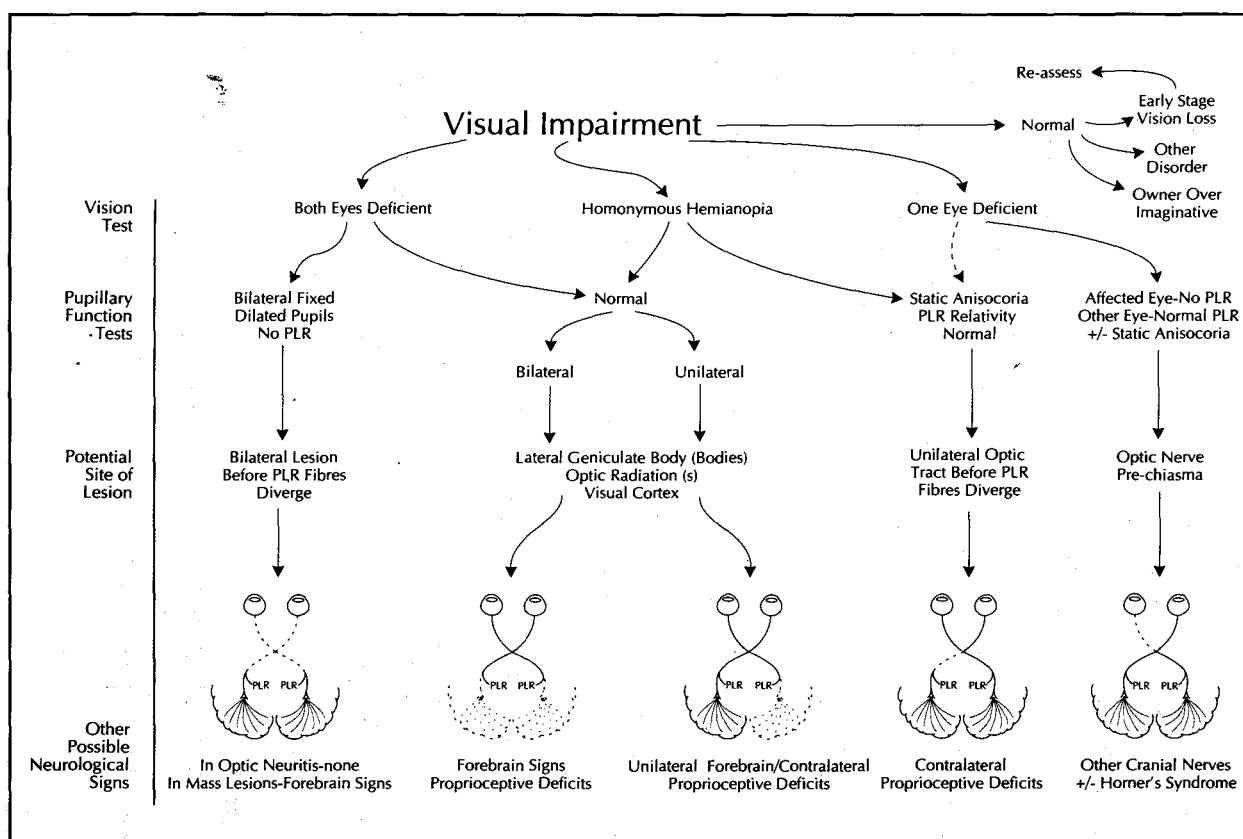 Re-assess
Early Stage
Vision Loss
Visual Impairment
Normal
Other
Disorder
Owner Over
Imaginative
Vision
Test
Both Eyes Deficient
Homonymous Hemianopia
One Eye Deficient
Pupillary
Function
Tests
Bilateral Fixed
Dilated Pupils
No PLR
Normal
Static Anisocoria
PLR Relativity
Normal
Affected Eye-No PLR
Other Eye-Normal PLR
+/- Static Anisocoria
Bilateral
Unilateral
Potential
Site of
Lesion
Bilateral Lesion
Before PLR Fibres
Diverge
Lateral Geniculate Body (Bodies)
Optic Radiation (s)
Visual Cortex
Unilateral Optic
Tract Before PLR
Fibres Diverge
Optic Nerve
Pre-chiasma
PLR PLR
PLR PLR
PLR PLR
PLR PLR
PLR PLR
Other
Possible
Neurological
Signs
In Optic Neuritis-none
In Mass Lesions-Forebrain Signs
Forebrain Signs
Proprioceptive Deficits
Unilateral Forebrain/Contralateral
Proprioceptive Deficits
Contralateral
Proprioceptive Deficits
Other Cranial Nerves
+/- Horner's Syndrome